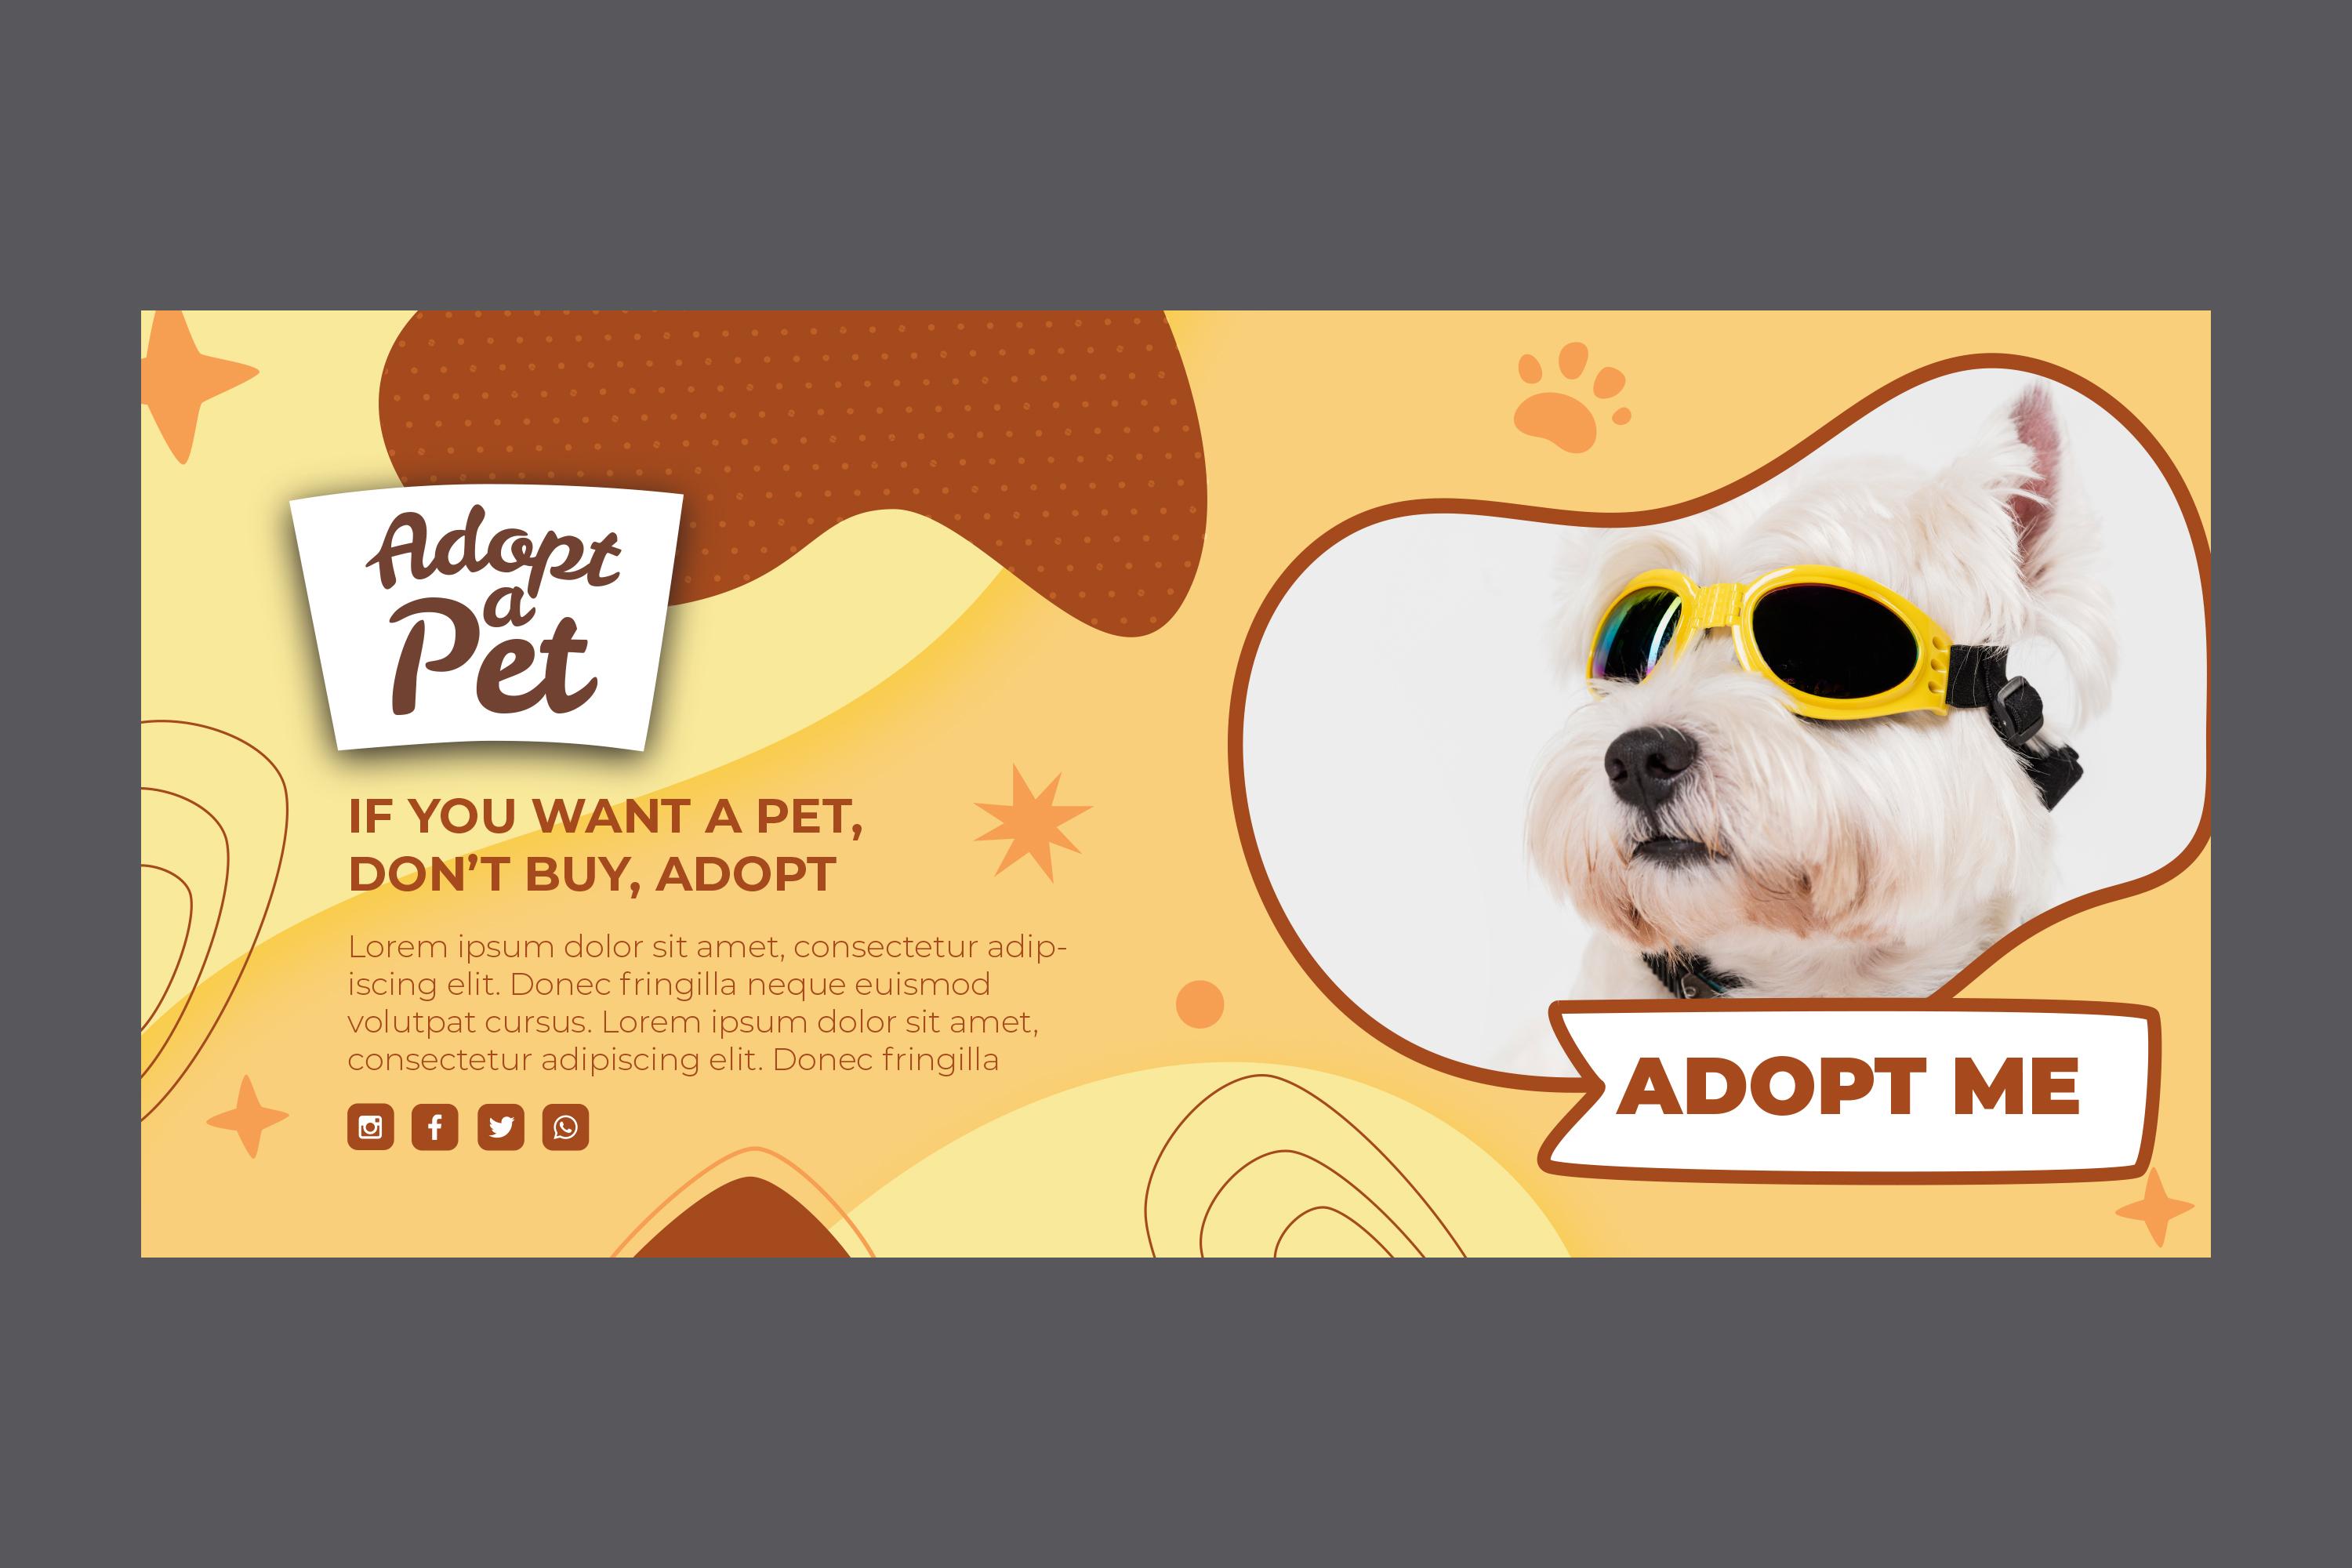 Adopt
a
Pet
IF YOU WANT A PET,
DON’T BUY, ADOPT
Lorem ipsum dolor sit amet, consectetur adip-
iscing elit. Donec fringilla neque euismod
volutpat cursus. Lorem ipsum dolor sit amet,
consectetur adipiscing elit. Donec fringilla
ADOPT ME